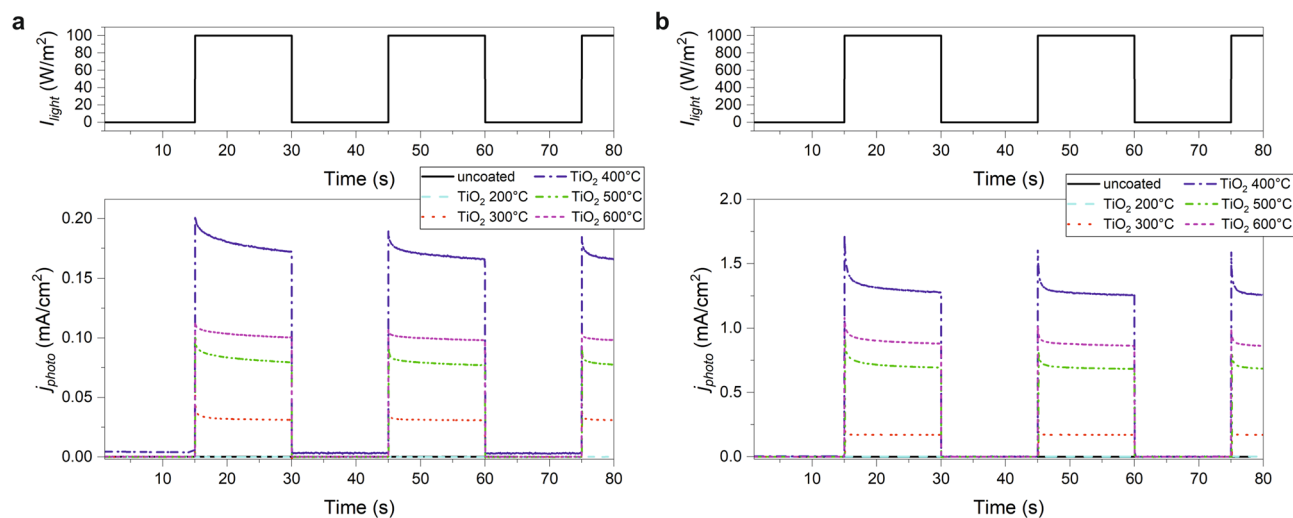 a
I_light (W/m²)
100
80
60
40
20
0
10 20 30 40 50 60 70 80
Time (s)
uncoated TiO₂ 400°C
TiO₂ 200°C TiO₂ 500°C
TiO₂ 300°C TiO₂ 600°C
j_photo (mA/cm²)
0.20
0.15
0.10
0.05
0.00
10 20 30 40 50 60 70 80
Time (s)
b
I_light (W/m²)
1000
800
600
400
200
0
10 20 30 40 50 60 70 80
Time (s)
uncoated TiO₂ 400°C
TiO₂ 200°C TiO₂ 500°C
TiO₂ 300°C TiO₂ 600°C
j_photo (mA/cm²)
2.0
1.5
1.0
0.5
0.0
10 20 30 40 50 60 70 80
Time (s)